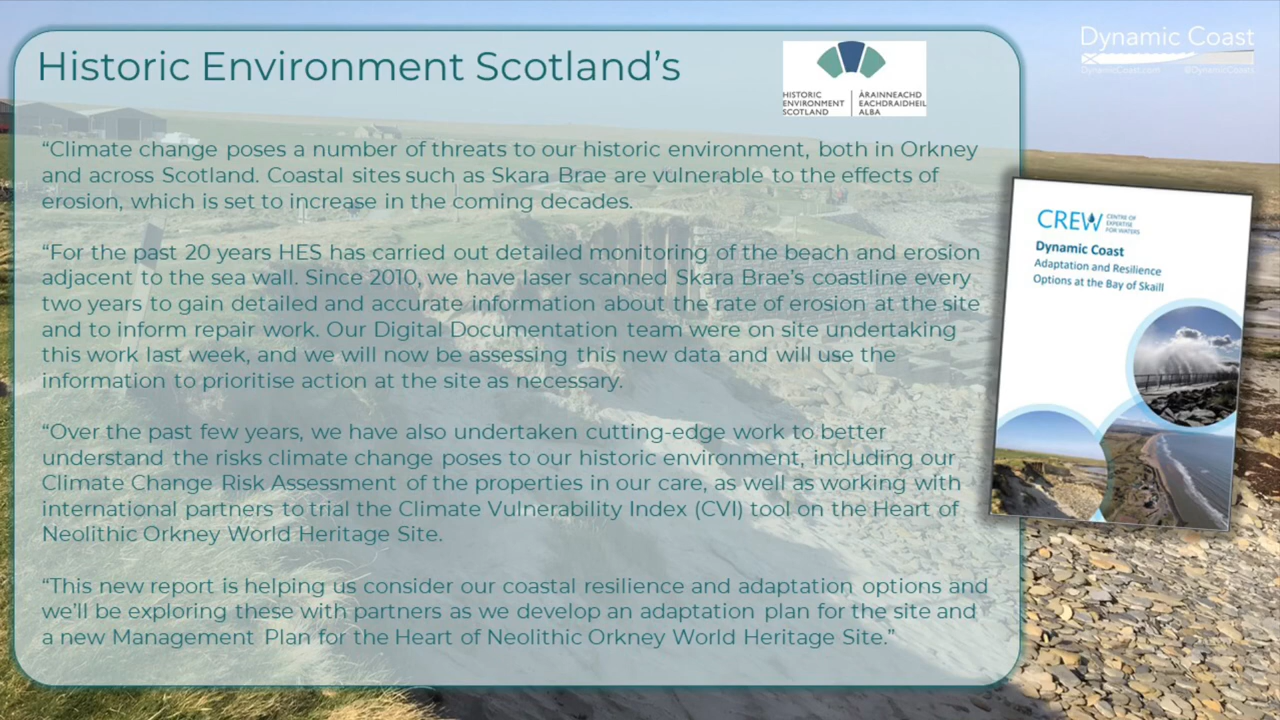 Historic Environment Scotland's
HISTORIC
ENVIRONMENT
SCOTLAND
ÀRAINNEACHD
EACHDRAIDHEIL
ALBA
Dynamic Coast
DynamicCoast.com @DynamicCoasts
“Climate change poses a number of threats to our historic environment, both in Orkney
and across Scotland. Coastal sites such as Skara Brae are vulnerable to the effects of
erosion, which is set to increase in the coming decades.
“For the past 20 years HES has carried out detailed monitoring of the beach and erosion
adjacent to the sea wall. Since 2010, we have laser scanned Skara Brae’s coastline every
two years to gain detailed and accurate information about the rate of erosion at the site
and to inform repair work. Our Digital Documentation team were on site undertaking
this work last week, and we will now be assessing this new data and will use the
information to prioritise action at the site as necessary.
“Over the past few years, we have also undertaken cutting-edge work to better
understand the risks climate change poses to our historic environment, including our
Climate Change Risk Assessment of the properties in our care, as well as working with
international partners to trial the Climate Vulnerability Index (CVI) tool on the Heart of
Neolithic Orkney World Heritage Site.
“This new report is helping us consider our coastal resilience and adaptation options and
we’ll be exploring these with partners as we develop an adaptation plan for the site and
a new Management Plan for the Heart of Neolithic Orkney World Heritage Site.”
CREW
CENTRE OF
EXPERTISE
FOR WATERS
Dynamic Coast
Adaptation and Resilience
Options at the Bay of Skaill